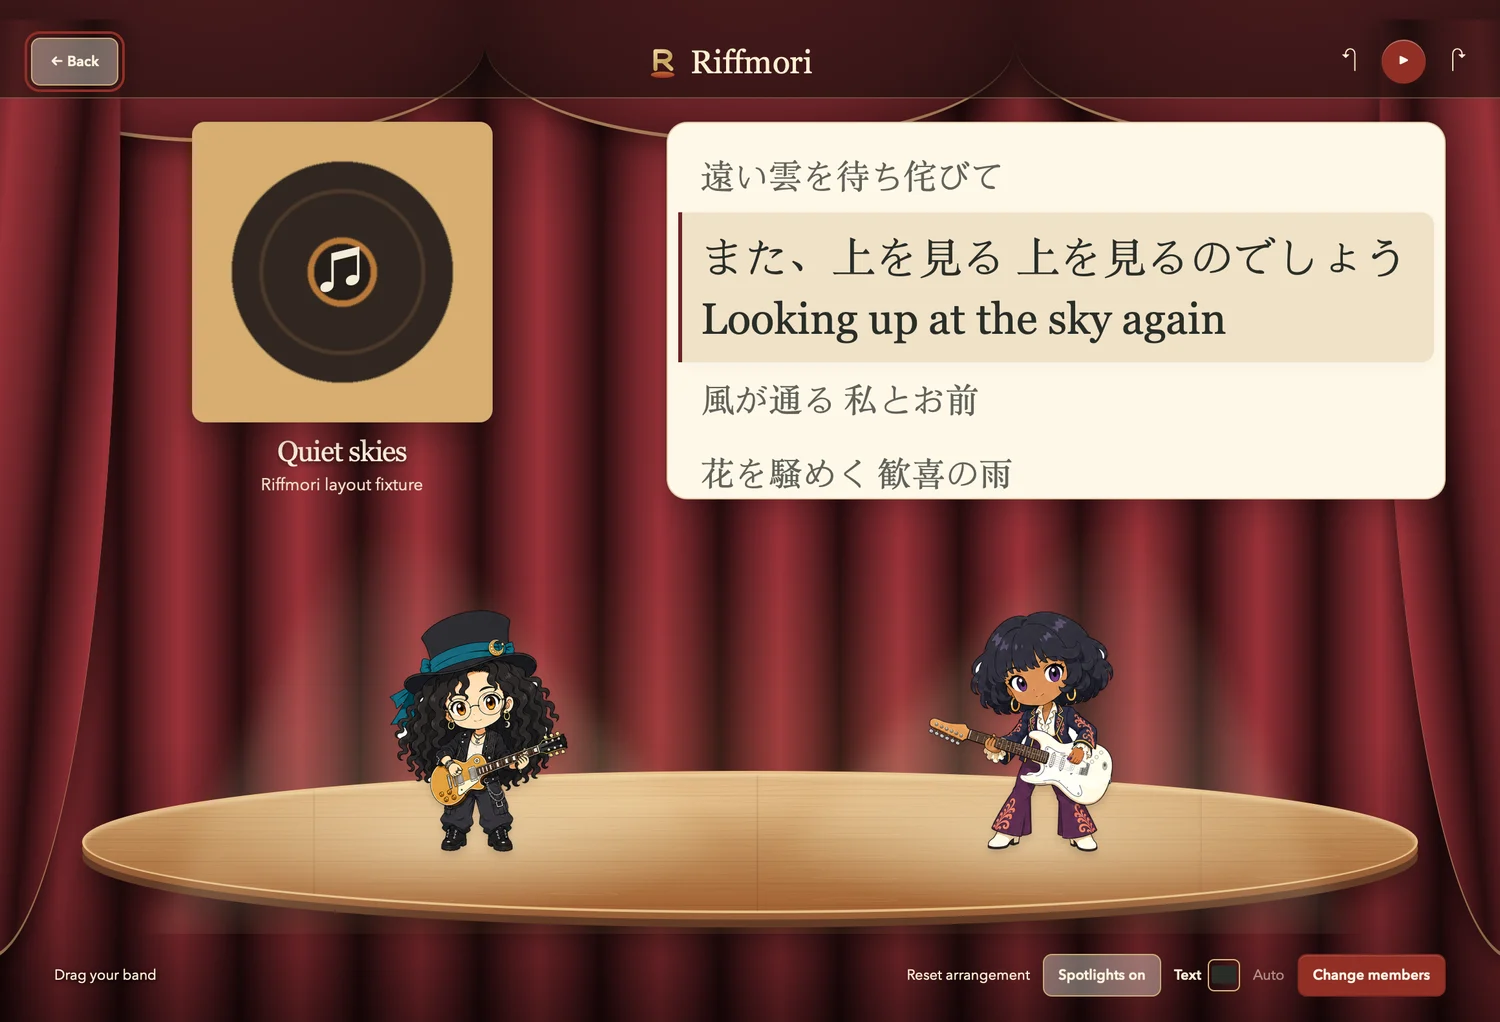 ← Back
R Riffmori
遠い雲を待ち侘びて
また、上を見る 上を見るのでしょう
Looking up at the sky again
風が通る 私とお前
花を騒めく 歓喜の雨
Quiet skies
Riffmori layout fixture
Drag your band
Reset arrangement
Spotlights on
Text
Auto
Change members